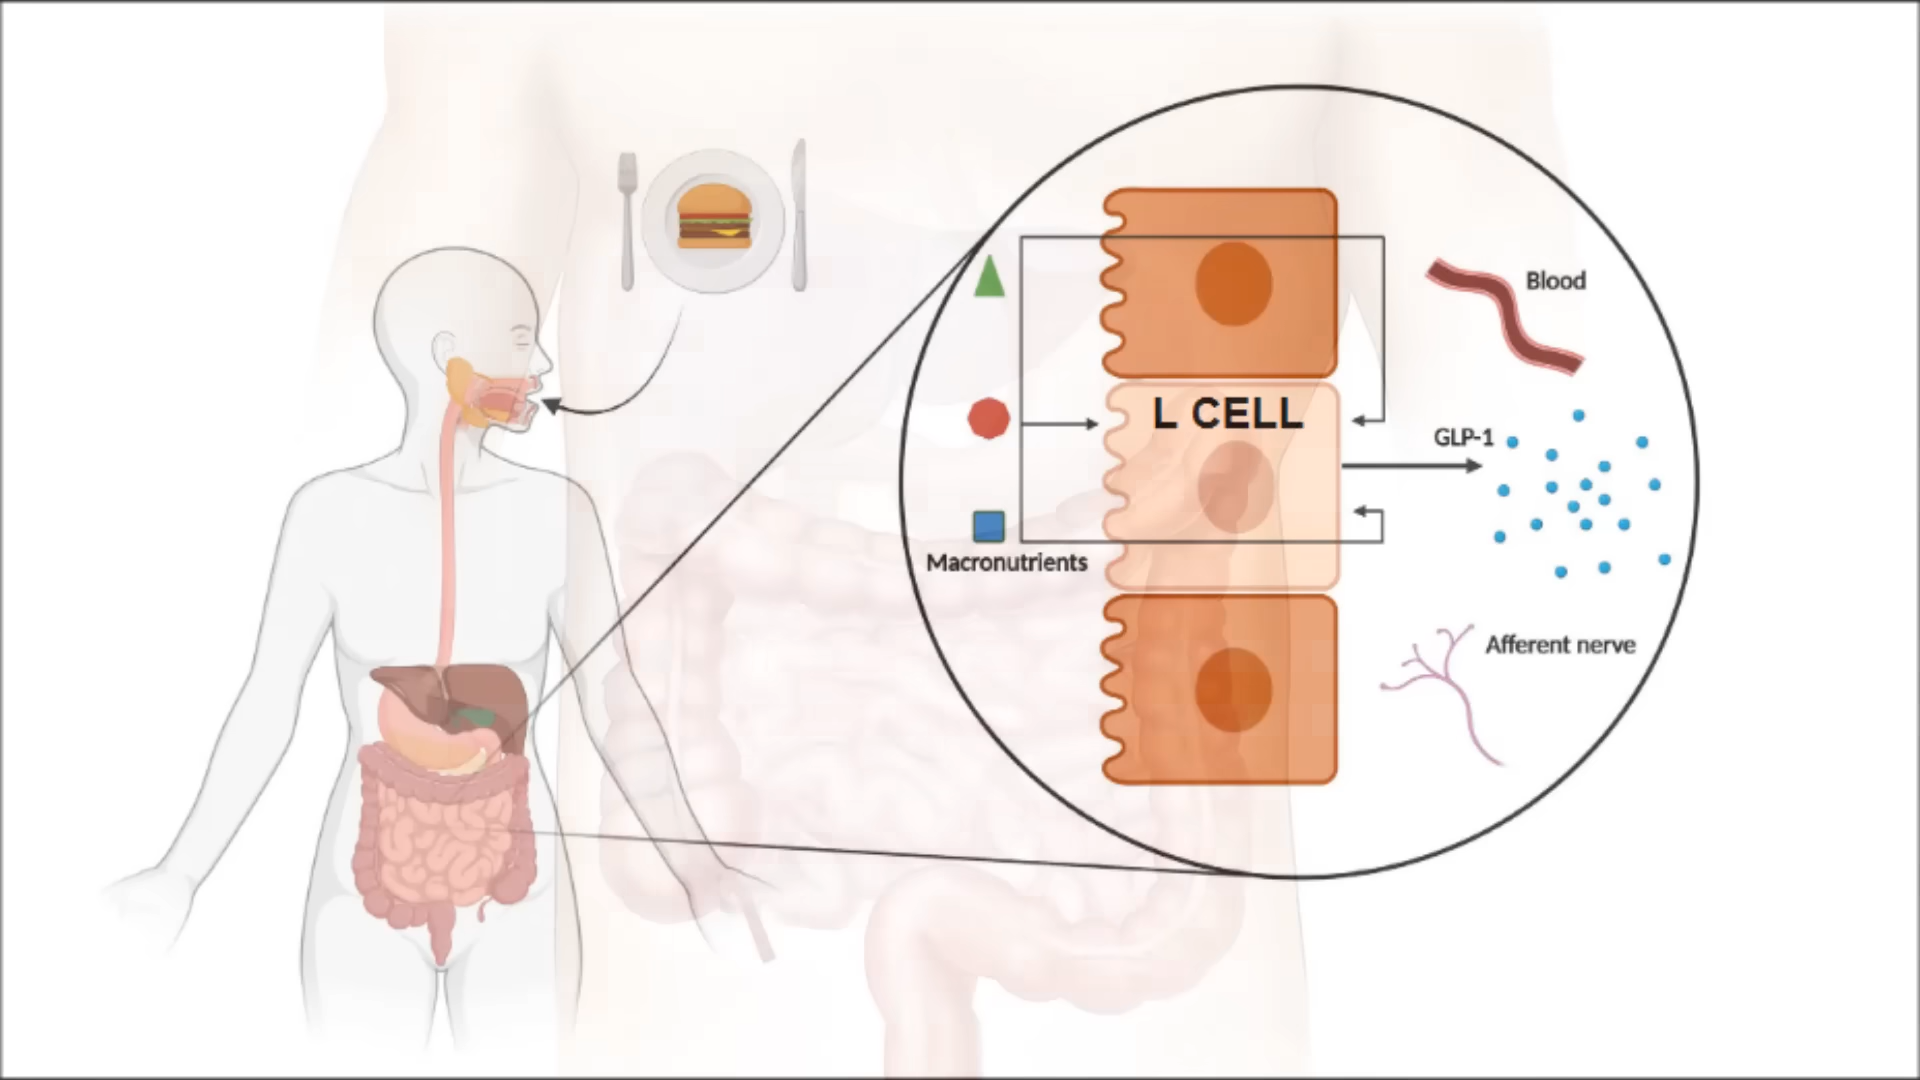 Blood
L CELL
GLP-1
Macronutrients
Afferent nerve